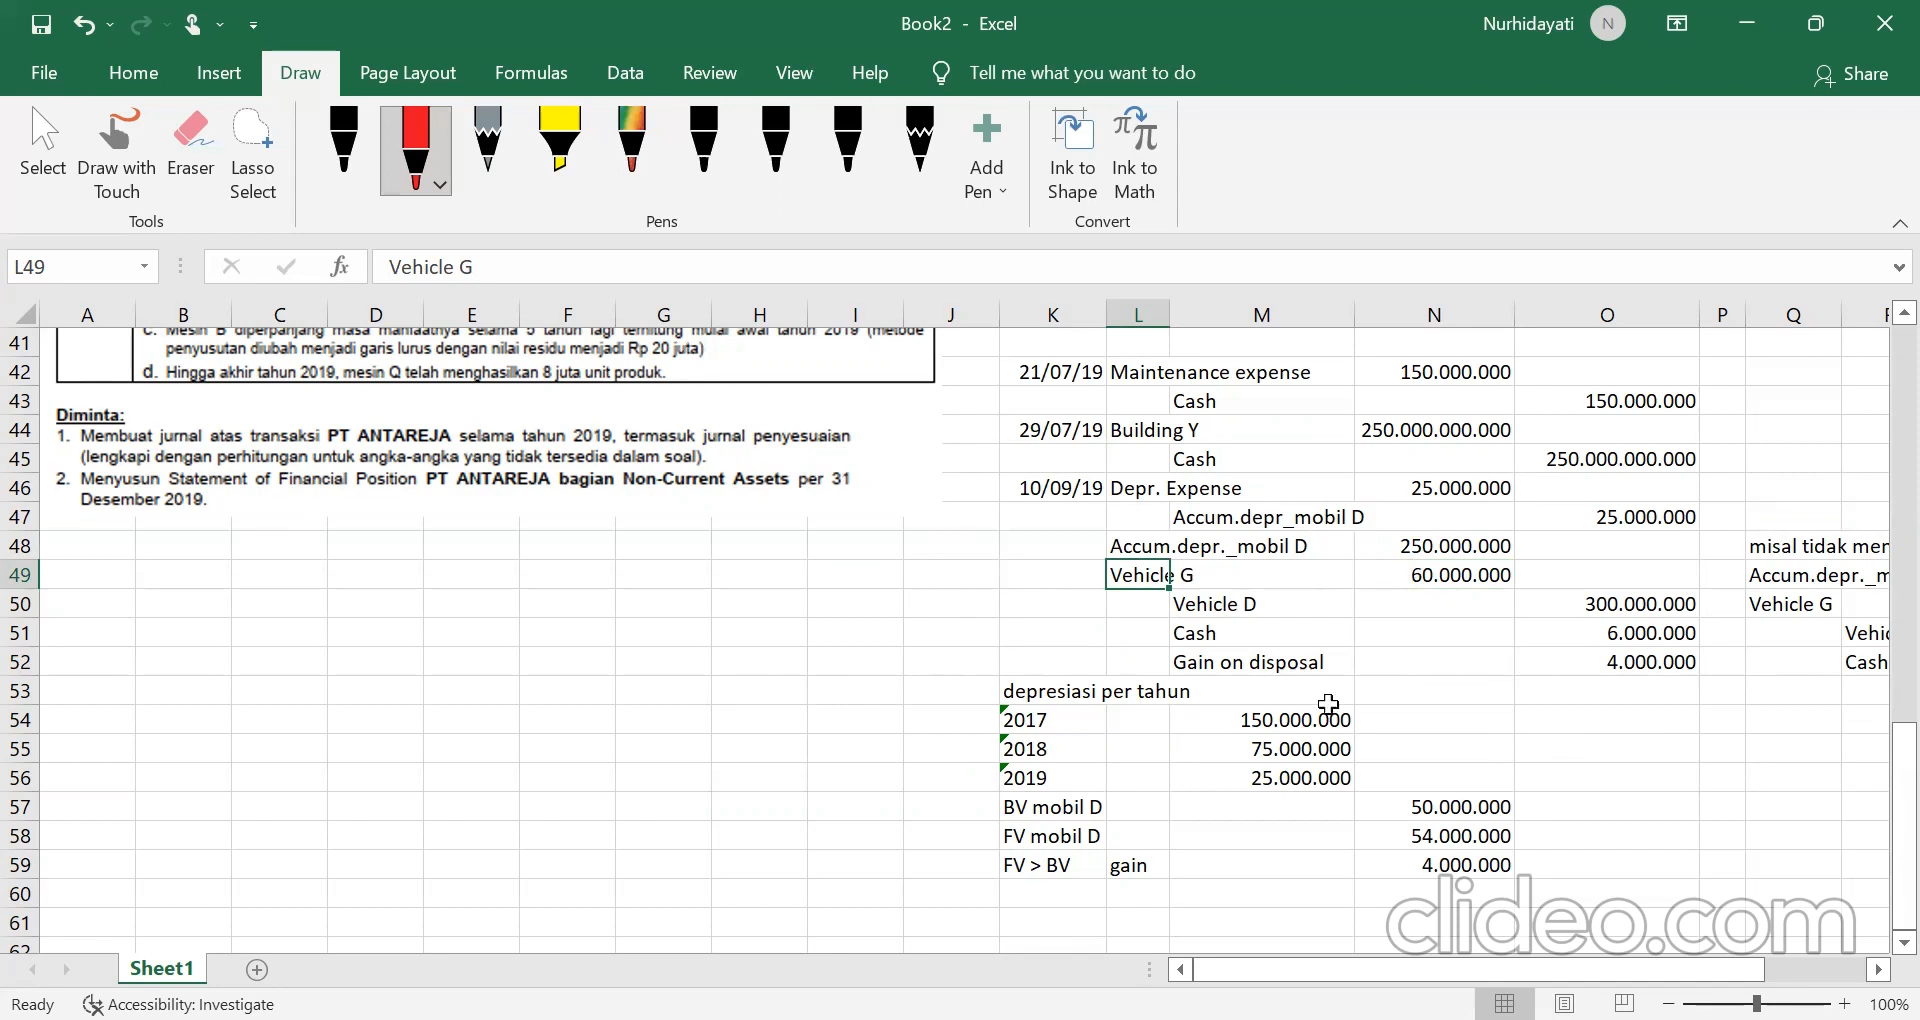 Book2 - Excel
Nurhidayati N
File Home Insert Draw Page Layout Formulas Data Review View Help Tell me what you want to do Share
Select Draw with Touch Eraser Lasso Select
Add Pen
Ink to Shape Ink to Math
Tools Pens Convert
L49 fx Vehicle G
A B C D E F G H I J K L M N O P Q
41 c. Mesin B diperpanjang masa manfaatnya selama 5 tahun lagi terhitung mulai awal tahun 2019 (metode
penyusutan diubah menjadi garis lurus dengan nilai residu menjadi Rp 20 juta)
d. Hingga akhir tahun 2019, mesin Q telah menghasilkan 8 juta unit produk.
Diminta:
1. Membuat jurnal atas transaksi PT ANTAREJA selama tahun 2019, termasuk jurnal penyesuaian
(lengkapi dengan perhitungan untuk angka-angka yang tidak tersedia dalam soal).
2. Menyusun Statement of Financial Position PT ANTAREJA bagian Non-Current Assets per 31
Desember 2019.
42 21/07/19 Maintenance expense 150.000.000
43 Cash 150.000.000
44 29/07/19 Building Y 250.000.000.000
45 Cash 250.000.000.000
46 10/09/19 Depr. Expense 25.000.000
47 Accum.depr_mobil D 25.000.000
48 Accum.depr._mobil D 250.000.000 misal tidak men
49 Vehicle G 60.000.000 Accum.depr._m
50 Vehicle D 300.000.000 Vehicle G
51 Cash 6.000.000 Vehic
52 Gain on disposal 4.000.000 Cash
53 depresiasi per tahun
54 2017 150.000.000
55 2018 75.000.000
56 2019 25.000.000
57 BV mobil D 50.000.000
58 FV mobil D 54.000.000
59 FV > BV gain 4.000.000
60
61
62
clideo.com
Sheet1
Ready Accessibility: Investigate 100%